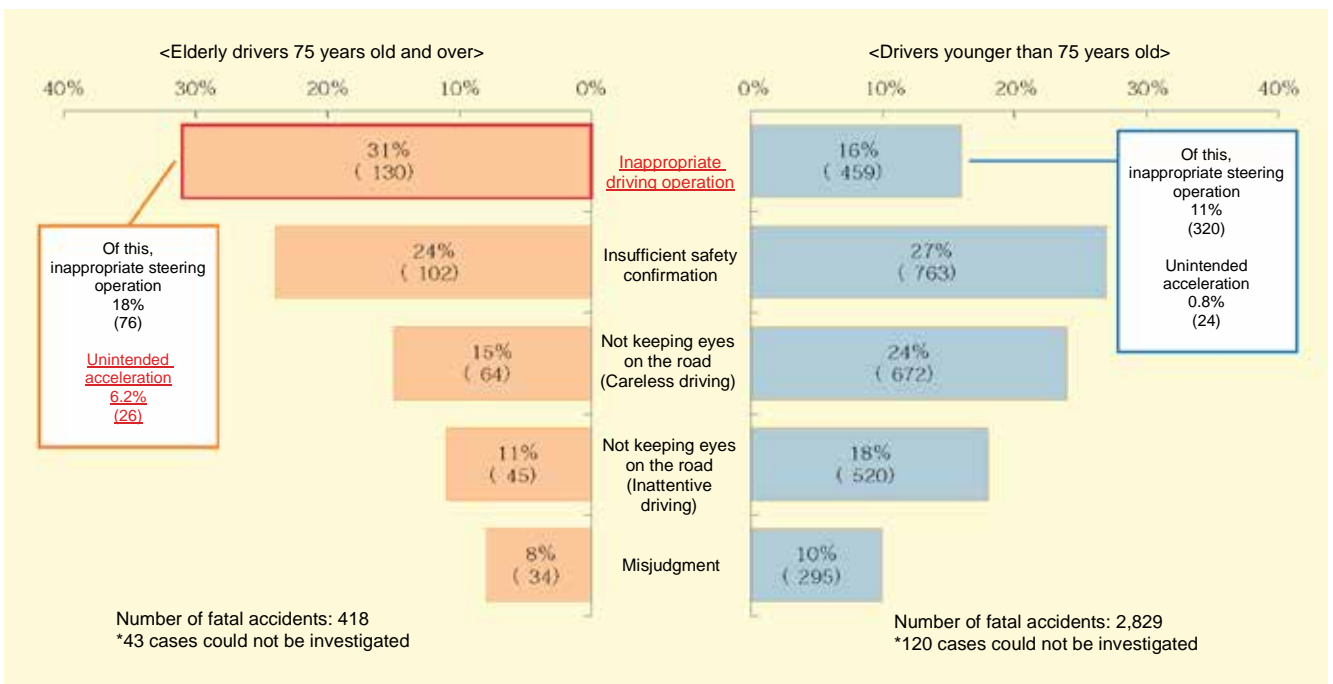 <Elderly drivers 75 years old and over>
<Drivers younger than 75 years old>
40% 30% 20% 10% 0%
0% 10% 20% 30% 40%
31%
( 130)
Inappropriate
driving operation
16%
( 459)
Of this,
inappropriate steering
operation
11%
(320)
Unintended
acceleration
0.8%
(24)
Of this,
inappropriate steering
operation
18%
(76)
Unintended
acceleration
6.2%
(26)
24%
( 102)
Insufficient safety
confirmation
27%
( 763)
15%
( 64)
Not keeping eyes
on the road
(Careless driving)
24%
( 672)
11%
( 45)
Not keeping eyes
on the road
(Inattentive
driving)
18%
( 520)
8%
( 34)
Misjudgment
10%
( 295)
Number of fatal accidents: 418
*43 cases could not be investigated
Number of fatal accidents: 2,829
*120 cases could not be investigated